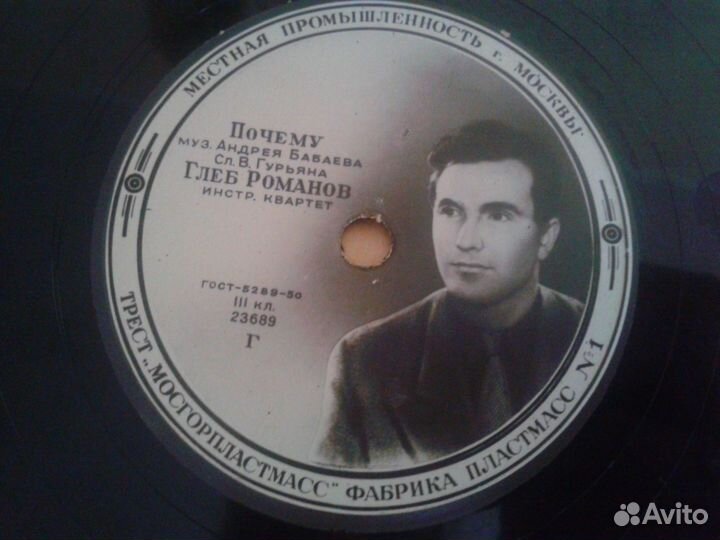 МЕСТНАЯ ПРОМЫШЛЕННОСТЬ г. МОСКВЫ
ПОЧЕМУ
МУЗ. АНДРЕЯ БАБАЕВА
СЛ. В. ГУРЬЯНА
ГЛЕБ РОМАНОВ
ИНСТР. КВАРТЕТ
ГОСТ-5289-50
III КЛ.
23689
Г
ТРЕСТ „МОСГОРПЛАСТМАСС" ФАБРИКА ПЛАСТМАСС №1
Avito